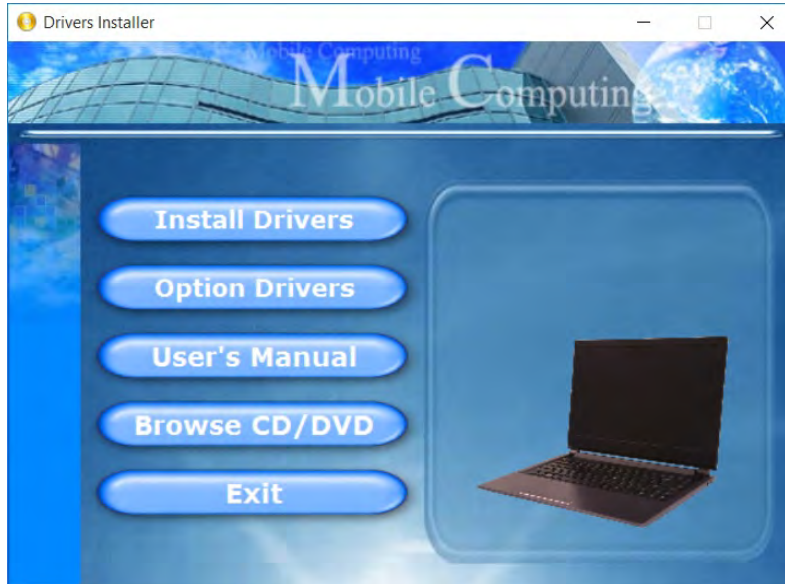 Drivers Installer
Mobile Computing
Mobile Computing
Install Drivers
Option Drivers
User's Manual
Browse CD/DVD
Exit